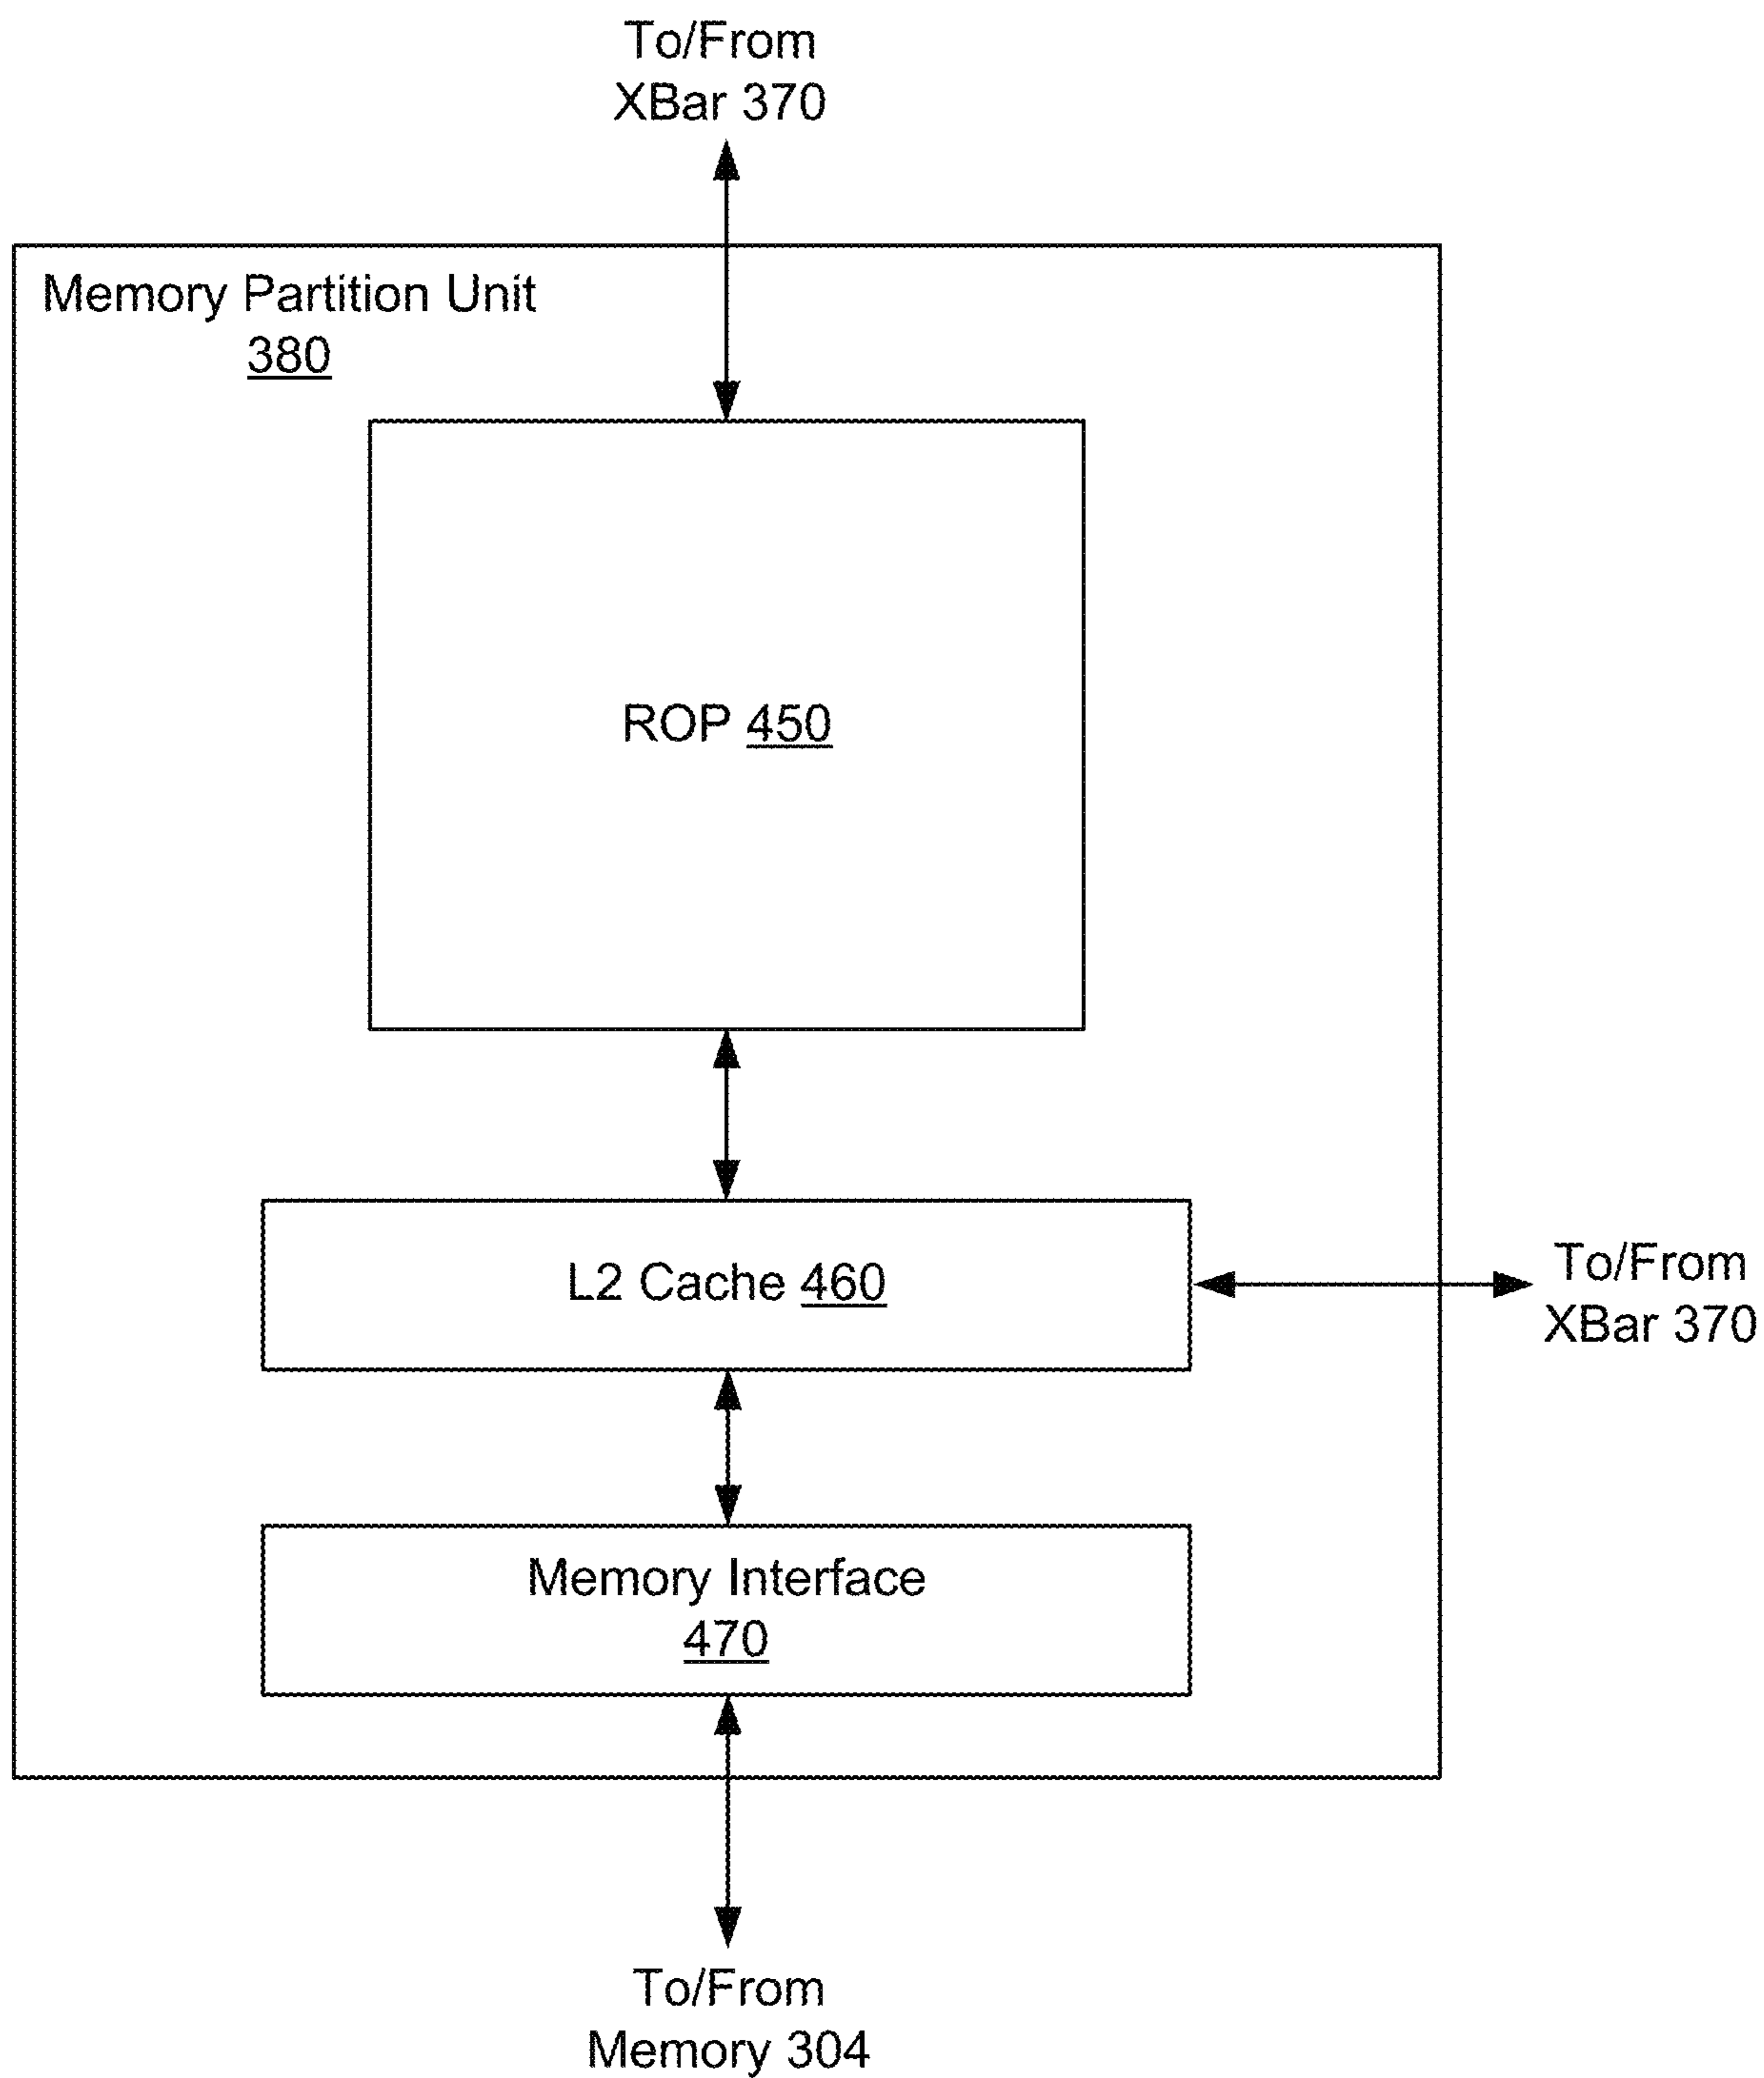 To/From
XBar 370
Memory Partition Unit
380
ROP 450
L2 Cache 460
To/From
XBar 370
Memory Interface
470
To/From
Memory 304